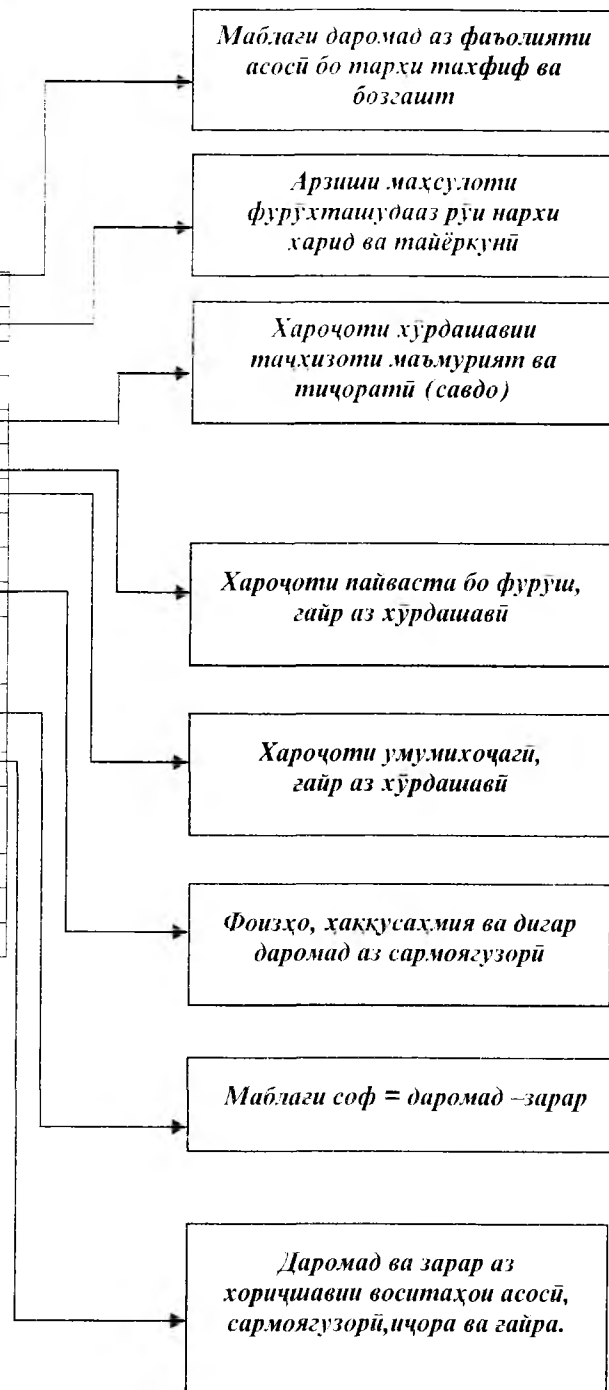 Маблағи даромад аз фаъолияти
асосӣ бо тарҳи тахфиф ва
бозгашт
Арзиши маҳсулоти
фурӯхташудааз рӯи нархи
харид ва тайёркунӣ
Хароҷоти хӯрдашавии
таҷҳизоти маъмурият ва
тиҷоратӣ (савдо)
Хароҷоти пайваста бо фурӯш,
ғайр аз хӯрдашавӣ
Хароҷоти умумихоҷагӣ,
ғайр аз хӯрдашавӣ
Фоизҳо, ҳаққусаҳмия ва дигар
даромад аз сармоягузорӣ
Маблағи соф = даромад –зарар
Даромад ва зарар аз
хориҷшавии воситаҳои асосӣ,
сармоягузорӣ,иҷора ва ғайра.